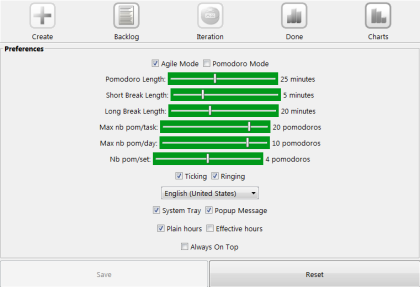 Create Backlog Iteration Done Charts
Preferences
Agile Mode Pomodoro Mode
Pomodoro Length: 25 minutes
Short Break Length: 5 minutes
Long Break Length: 20 minutes
Max nb pom/task: 20 pomodoros
Max nb pom/day: 10 pomodoros
Nb pom/set: 4 pomodoros
Ticking Ringing
English (United States)
System Tray Popup Message
Plain hours Effective hours
Always On Top
Save Reset